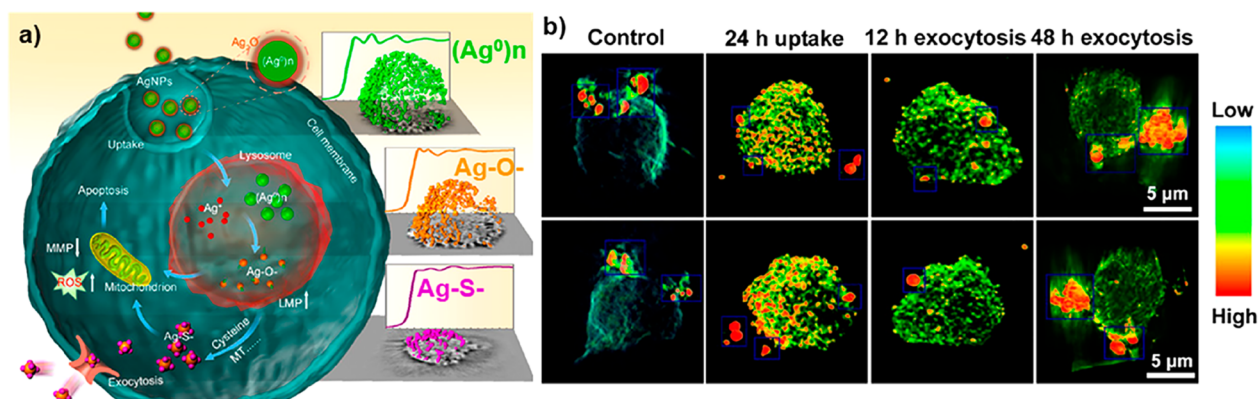 a)
Ag₂O
(Ag⁰)n
AgNPs
Uptake
Cell membrane
Lysosome
(Ag⁰)n
Ag⁺
Ag-O-
LMP
Apoptosis
MMP
ROS
Mitochondrion
Ag-S-
Cysteine
MT......
Exocytosis
(Ag⁰)n
Ag-O-
Ag-S-
b)
Control
24 h uptake
12 h exocytosis
48 h exocytosis
5 µm
5 µm
Low
High